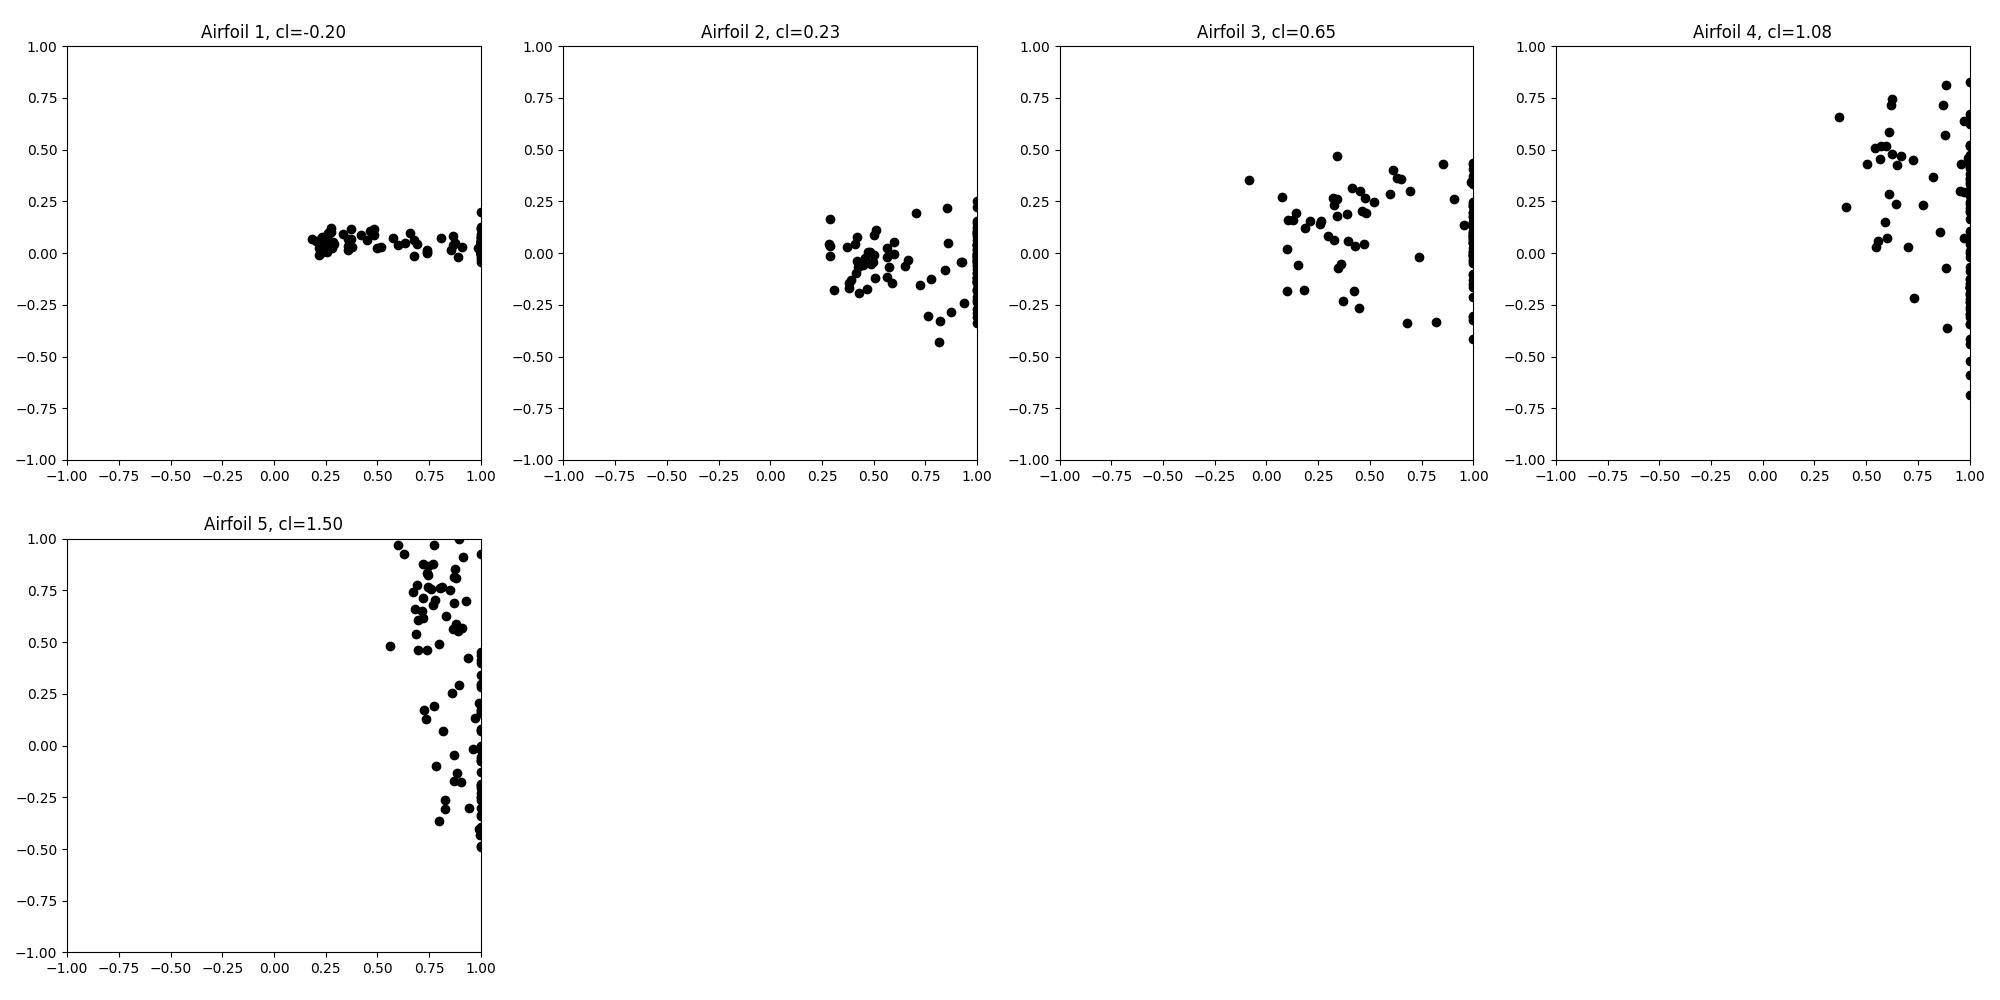 Airfoil 1, cl=-0.20
Airfoil 2, cl=0.23
Airfoil 3, cl=0.65
Airfoil 4, cl=1.08
1.00 1.00 1.00 1.00
0.75 0.75 0.75 0.75
0.50 0.50 0.50 0.50
0.25 0.25 0.25 0.25
0.00 0.00 0.00 0.00
−0.25 −0.25 −0.25 −0.25
−0.50 −0.50 −0.50 −0.50
−0.75 −0.75 −0.75 −0.75
−1.00 −1.00 −1.00 −1.00
−1.00 −0.75 −0.50 −0.25 0.00 0.25 0.50 0.75 1.00
−1.00 −0.75 −0.50 −0.25 0.00 0.25 0.50 0.75 1.00
−1.00 −0.75 −0.50 −0.25 0.00 0.25 0.50 0.75 1.00
−1.00 −0.75 −0.50 −0.25 0.00 0.25 0.50 0.75 1.00
Airfoil 5, cl=1.50
1.00
0.75
0.50
0.25
0.00
−0.25
−0.50
−0.75
−1.00
−1.00 −0.75 −0.50 −0.25 0.00 0.25 0.50 0.75 1.00